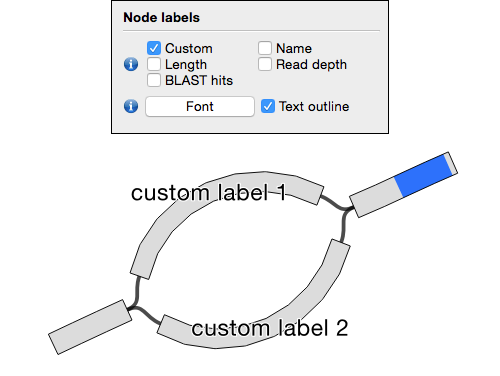 Node labels
Custom Name
Length Read depth
BLAST hits
Font Text outline
custom label 1
custom label 2